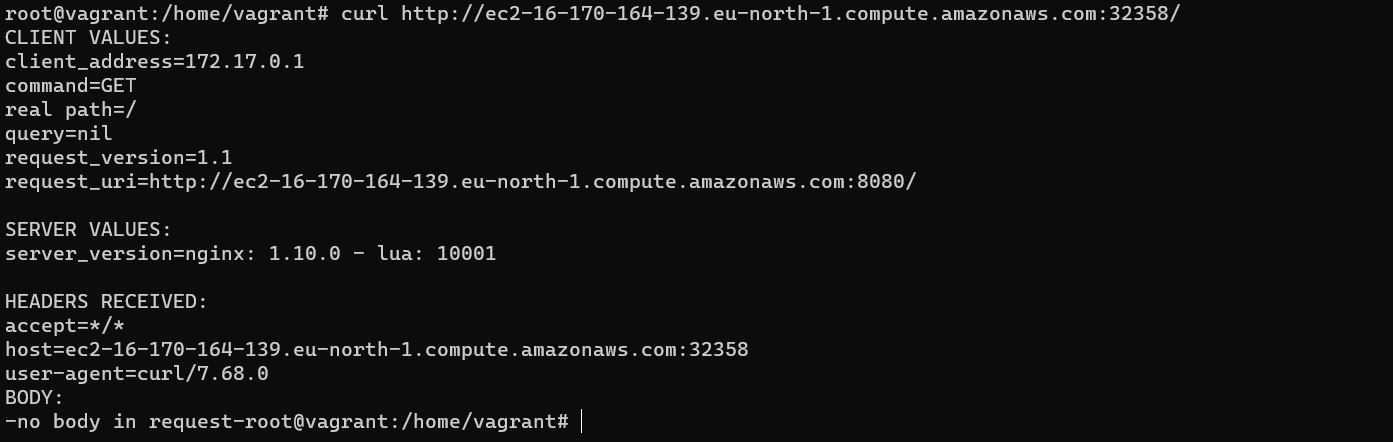 root@vagrant:/home/vagrant# curl http://ec2-16-170-164-139.eu-north-1.compute.amazonaws.com:32358/
CLIENT VALUES:
client_address=172.17.0.1
command=GET
real path=/
query=nil
request_version=1.1
request_uri=http://ec2-16-170-164-139.eu-north-1.compute.amazonaws.com:8080/

SERVER VALUES:
server_version=nginx: 1.10.0 - lua: 10001

HEADERS RECEIVED:
accept=*/*
host=ec2-16-170-164-139.eu-north-1.compute.amazonaws.com:32358
user-agent=curl/7.68.0
BODY:
-no body in request-root@vagrant:/home/vagrant#